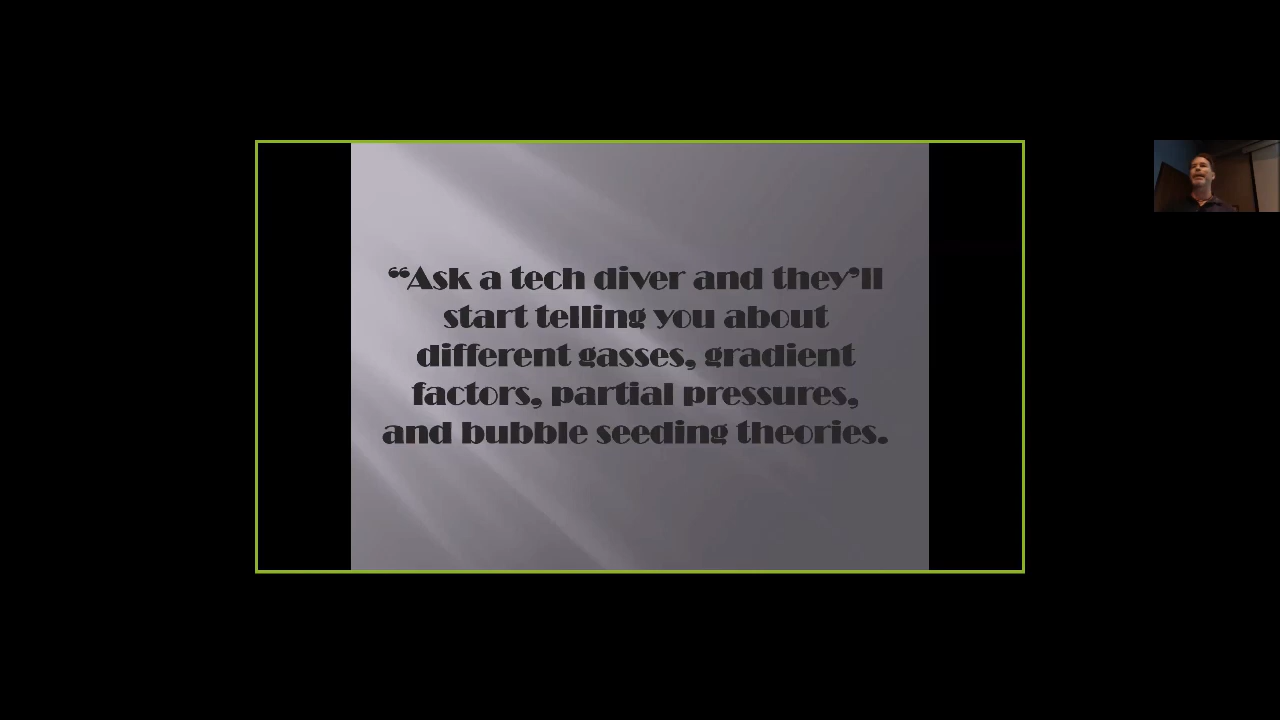 “Ask a tech diver and they’ll
start telling you about
different gasses, gradient
factors, partial pressures,
and bubble seeding theories.